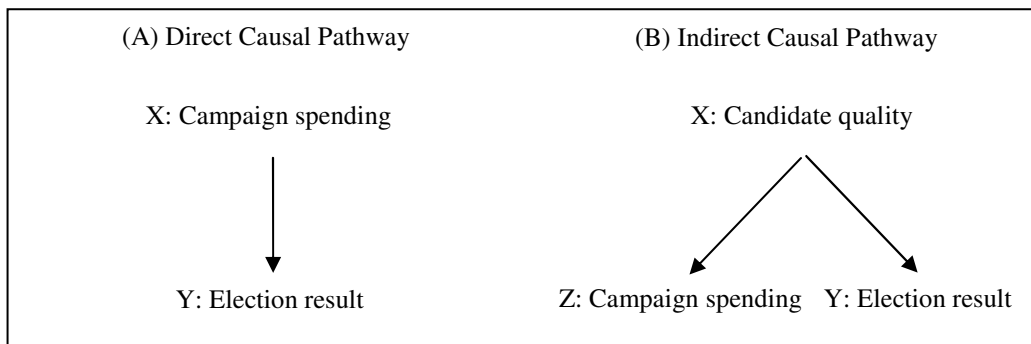 (A) Direct Causal Pathway
X: Campaign spending
Y: Election result
(B) Indirect Causal Pathway
X: Candidate quality
Z: Campaign spending Y: Election result